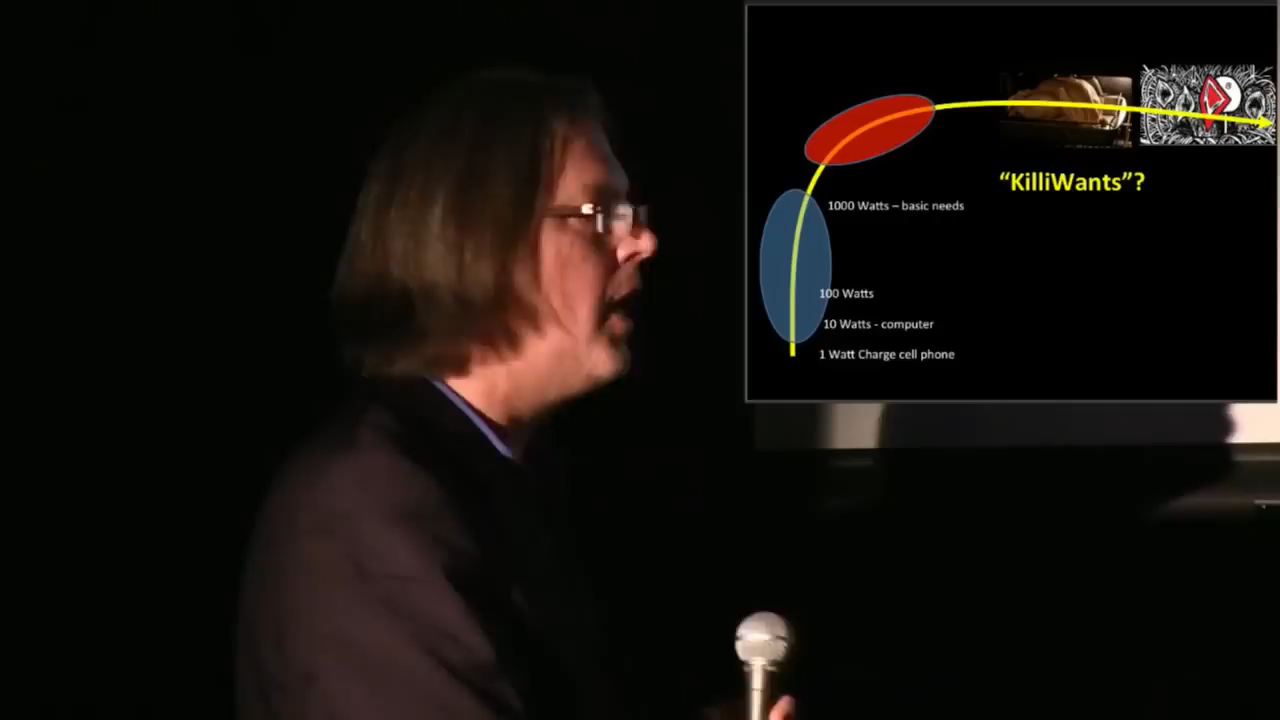 “KilliWants”?
1000 Watts – basic needs
100 Watts
10 Watts - computer
1 Watt Charge cell phone